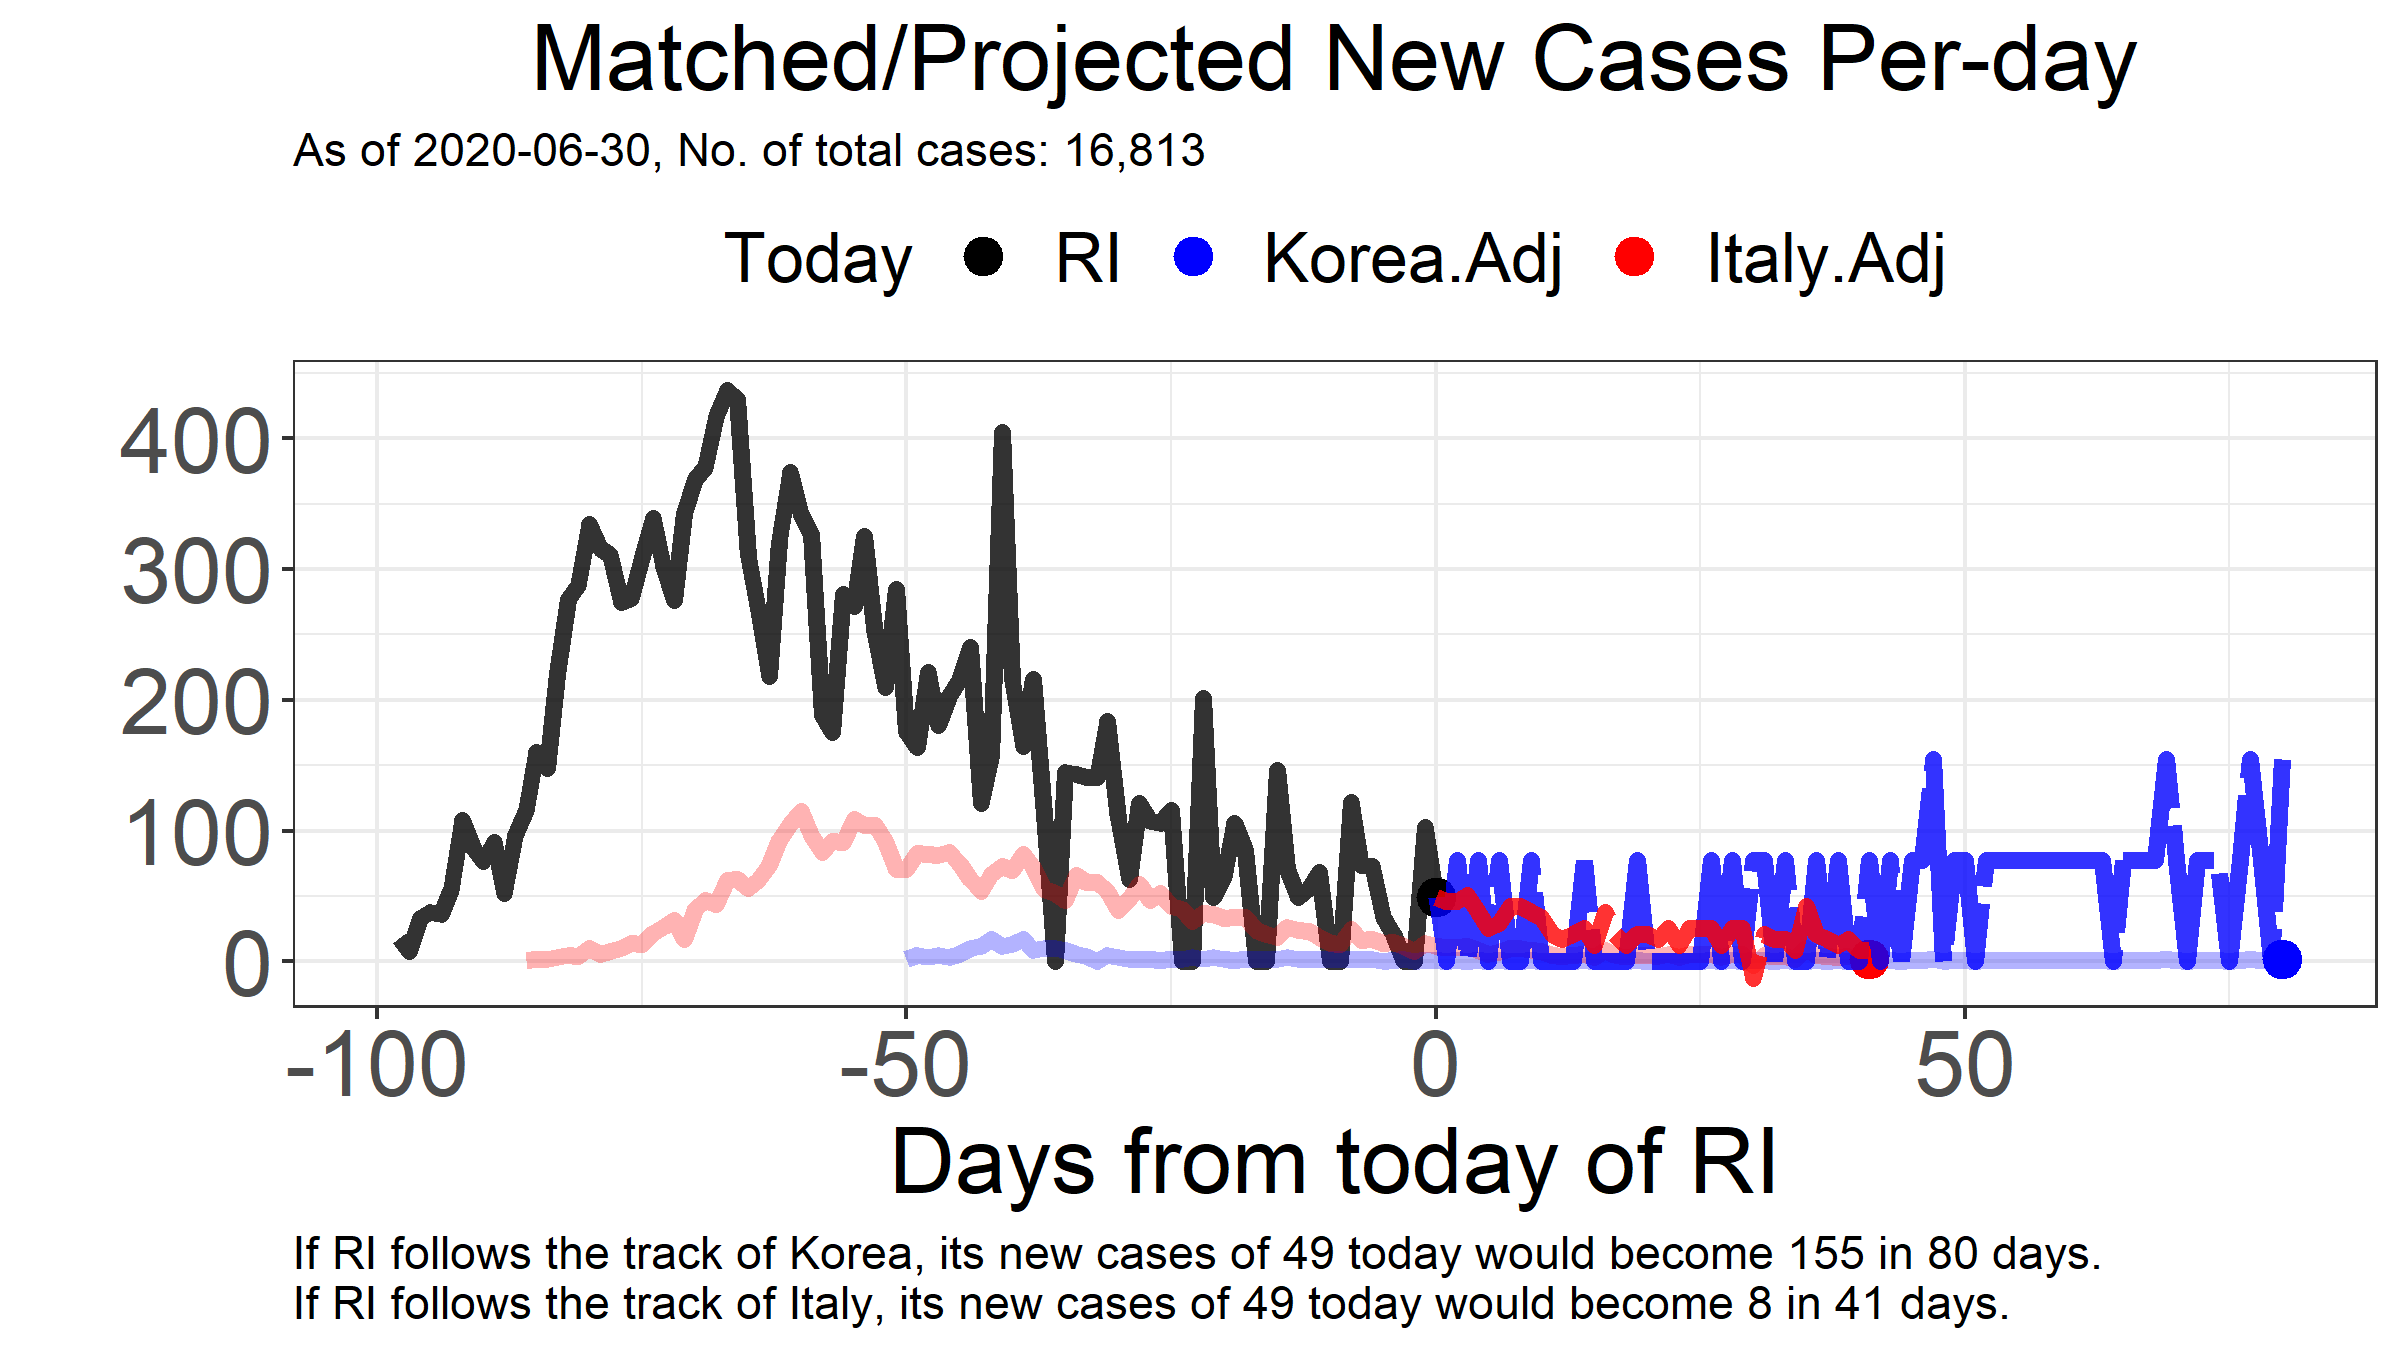 Matched/Projected New Cases Per-day
As of 2020-06-30, No. of total cases: 16,813
Today RI Korea.Adj Italy.Adj
400
300
200
100
0
-100 -50 0 50
Days from today of RI
If RI follows the track of Korea, its new cases of 49 today would become 155 in 80 days.
If RI follows the track of Italy, its new cases of 49 today would become 8 in 41 days.